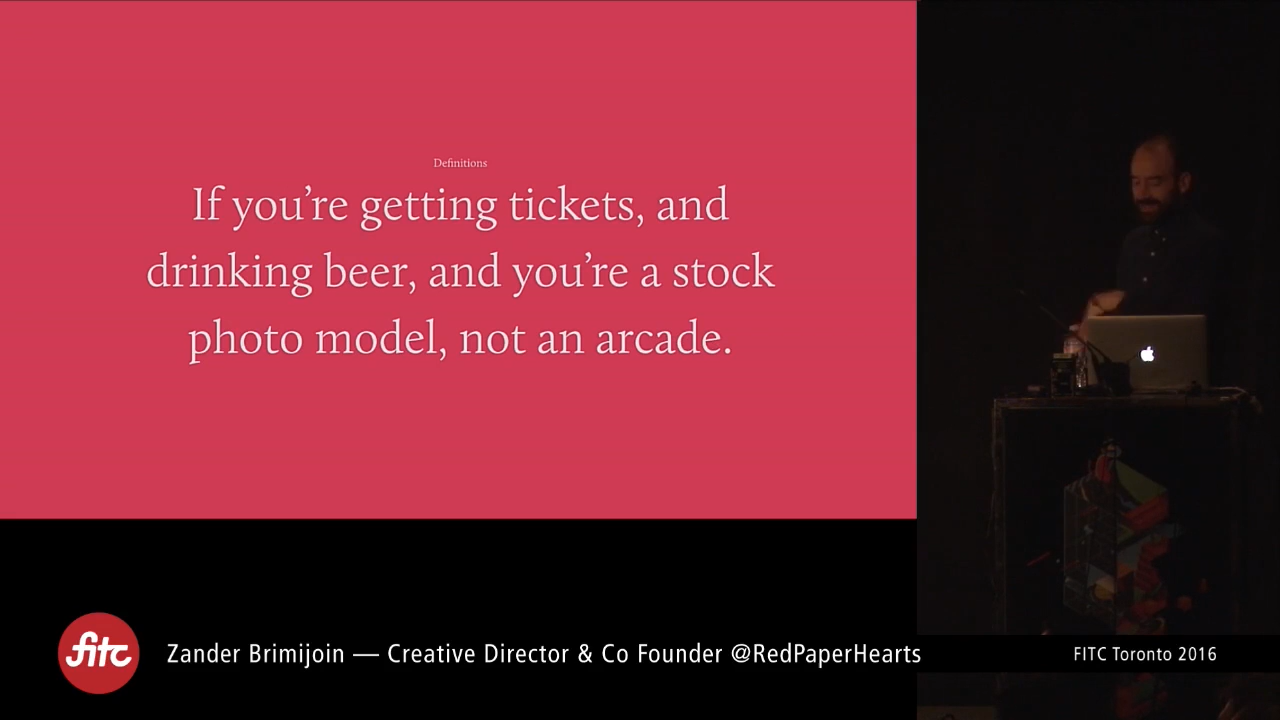 Definitions
If you’re getting tickets, and
drinking beer, and you’re a stock
photo model, not an arcade.
fitc
Zander Brimijoin — Creative Director & Co Founder @RedPaperHearts
FITC Toronto 2016